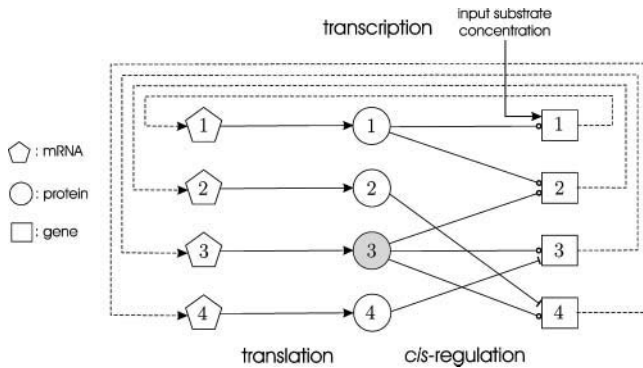 transcription
input substrate
concentration
1 1 1
: mRNA
2 2 2
: protein
: gene
3 3 3
4 4 4
translation
cis-regulation